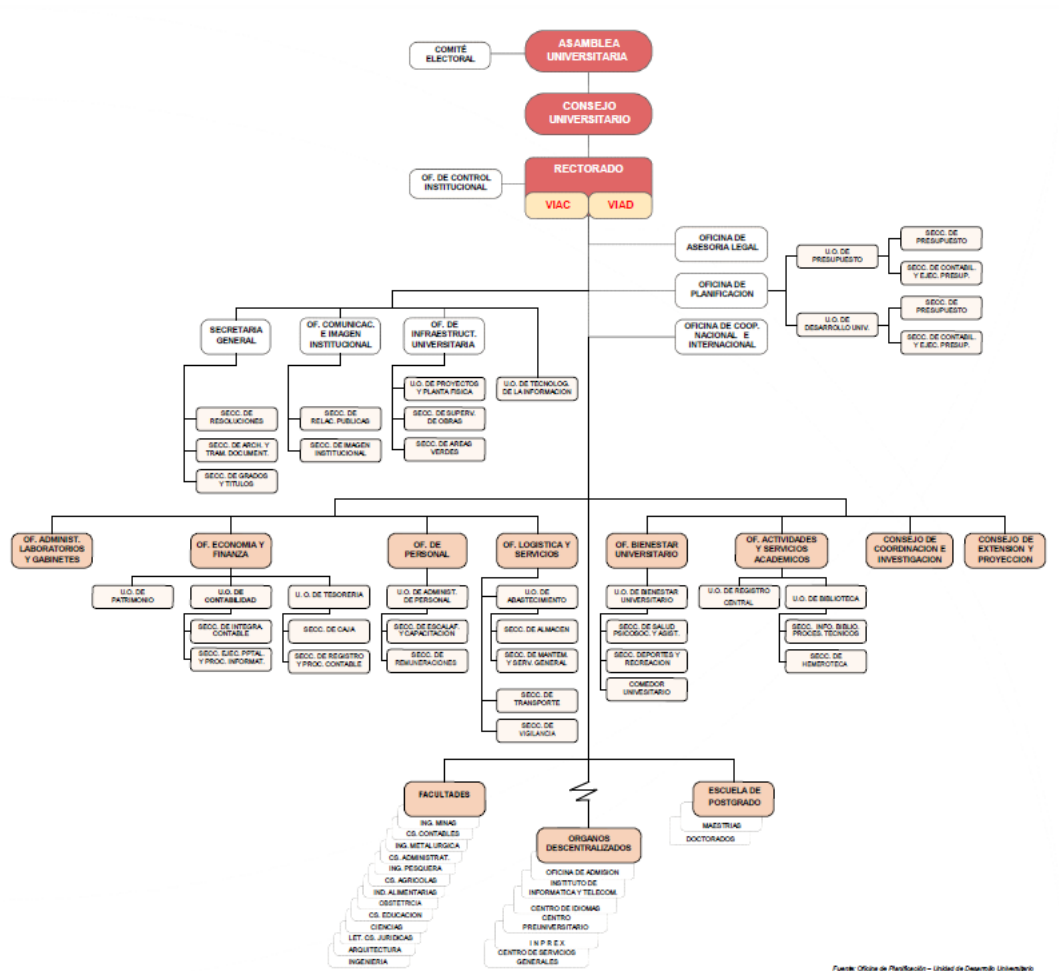 ASAMBLEA
UNIVERSITARIA
COMITÉ
ELECTORAL
CONSEJO
UNIVERSITARIO
RECTORADO
VIAC
VIAD
OF. DE CONTROL
INSTITUCIONAL
OFICINA DE
ASESORIA LEGAL
OFICINA DE
PLANIFICACION
OFICINA DE COOP.
NACIONAL E
INTERNACIONAL
U.O. DE
PRESUPUESTO
SECC. DE
PRESUPUESTO
SECC. DE CONTABIL.
Y EJEC. PRESUP.
U.O. DE
DESARROLLO UNIV.
SECC. DE
PRESUPUESTO
SECC. DE CONTABIL.
Y EJEC. PRESUP.
SECRETARIA
GENERAL
SECC. DE
RESOLUCIONES
SECC. DE ARCH. Y
TRAM. DOCUMENT.
SECC. DE GRADOS
Y TITULOS
OF. COMUNICAC.
E IMAGEN
INSTITUCIONAL
SECC. DE
RELAC. PUBLICAS
SECC. DE IMAGEN
INSTITUCIONAL
OF. DE
INFRAESTRUCT.
UNIVERSITARIA
U.O. DE PROYECTOS
Y PLANTA FISICA
SECC. DE SUPERV.
DE OBRAS
SECC. DE AREAS
VERDES
U.O. DE TECNOLOG.
DE LA INFORMACION
OF. ADMINIST.
LABORATORIOS
Y GABINETES
OF. ECONOMIA Y
FINANZA
U.O. DE
PATRIMONIO
U.O. DE
CONTABILIDAD
SECC. DE INTEGRA.
CONTABLE
SECC. EJEC. PPTAL.
Y PROC. INFORMAT.
U.O. DE TESORERIA
SECC. DE CAJA
SECC. DE REGISTRO
Y PROC. CONTABLE
OF. DE
PERSONAL
U.O. DE ADMINIST.
DE PERSONAL
SECC. DE ESCALAF.
Y CAPACITACION
SECC. DE
REMUNERACIONES
OF. LOGISTICA Y
SERVICIOS
U.O. DE
ABASTECIMIENTO
SECC. DE ALMACEN
SECC. DE MANTEM.
Y SERV. GENERAL
SECC. DE
TRANSPORTE
SECC. DE
VIGILANCIA
OF. BIENESTAR
UNIVERSITARIO
U.O. DE BIENESTAR
UNIVERSITARIO
SECC. DE SALUD
PSICOSOC. Y ASIST.
SECC. DEPORTES Y
RECREACION
COMEDOR
UNIVESITARIO
OF. ACTIVIDADES
Y SERVICIOS
ACADEMICOS
U.O. DE REGISTRO
CENTRAL
U.O. DE BIBLIOTECA
SECC. INFO. BIBLIO.
PROCES. TECNICOS
SECC. DE
HEMEROTECA
CONSEJO DE
COORDINACION E
INVESTIGACION
CONSEJO DE
EXTENSION Y
PROYECCION
FACULTADES
ING. MINAS
CS. CONTABLES
ING. METALURGICA
CS. ADMINISTRAT.
ING. PESQUERA
CS. AGRICOLAS
IND. ALIMENTARIAS
OBSTETRICIA
CS. EDUCACION
CIENCIAS
LET. CS. JURIDICAS
ARQUITECTURA
INGENIERIA
ORGANOS
DESCENTRALIZADOS
OFICINA DE ADMISION
INSTITUTO DE
INFORMATICA Y TELECOM.
CENTRO DE IDIOMAS
CENTRO
PREUNIVERSITARIO
I N P R E X
CENTRO DE SERVICIOS
GENERALES
ESCUELA DE
POSTGRADO
MAESTRIAS
DOCTORADOS
Fuente: Oficina de Planificación – Unidad de Desarrollo Universitario